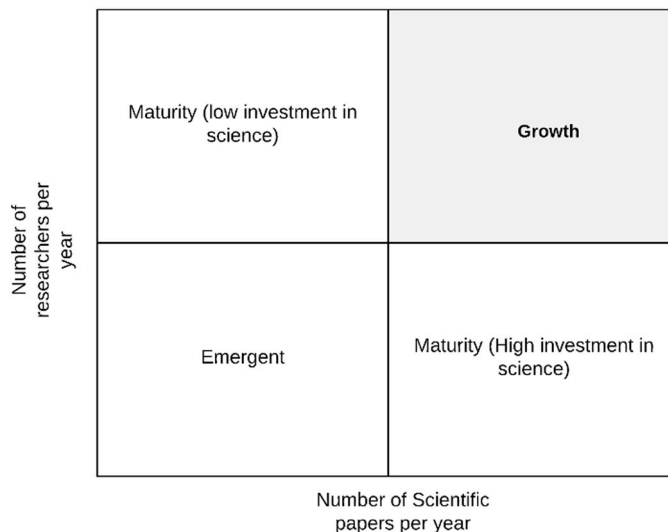 Maturity (low investment in
science)
Growth
Number of
researchers per
year
Emergent
Maturity (High investment in
science)
Number of Scientific
papers per year